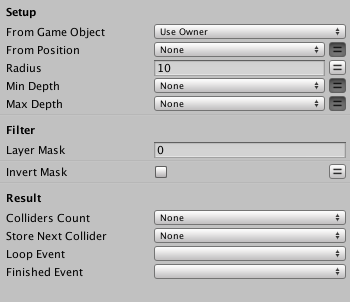 Setup
From Game Object Use Owner
From Position None
Radius 10
Min Depth None
Max Depth None
Filter
Layer Mask 0
Invert Mask
Result
Colliders Count None
Store Next Collider None
Loop Event
Finished Event